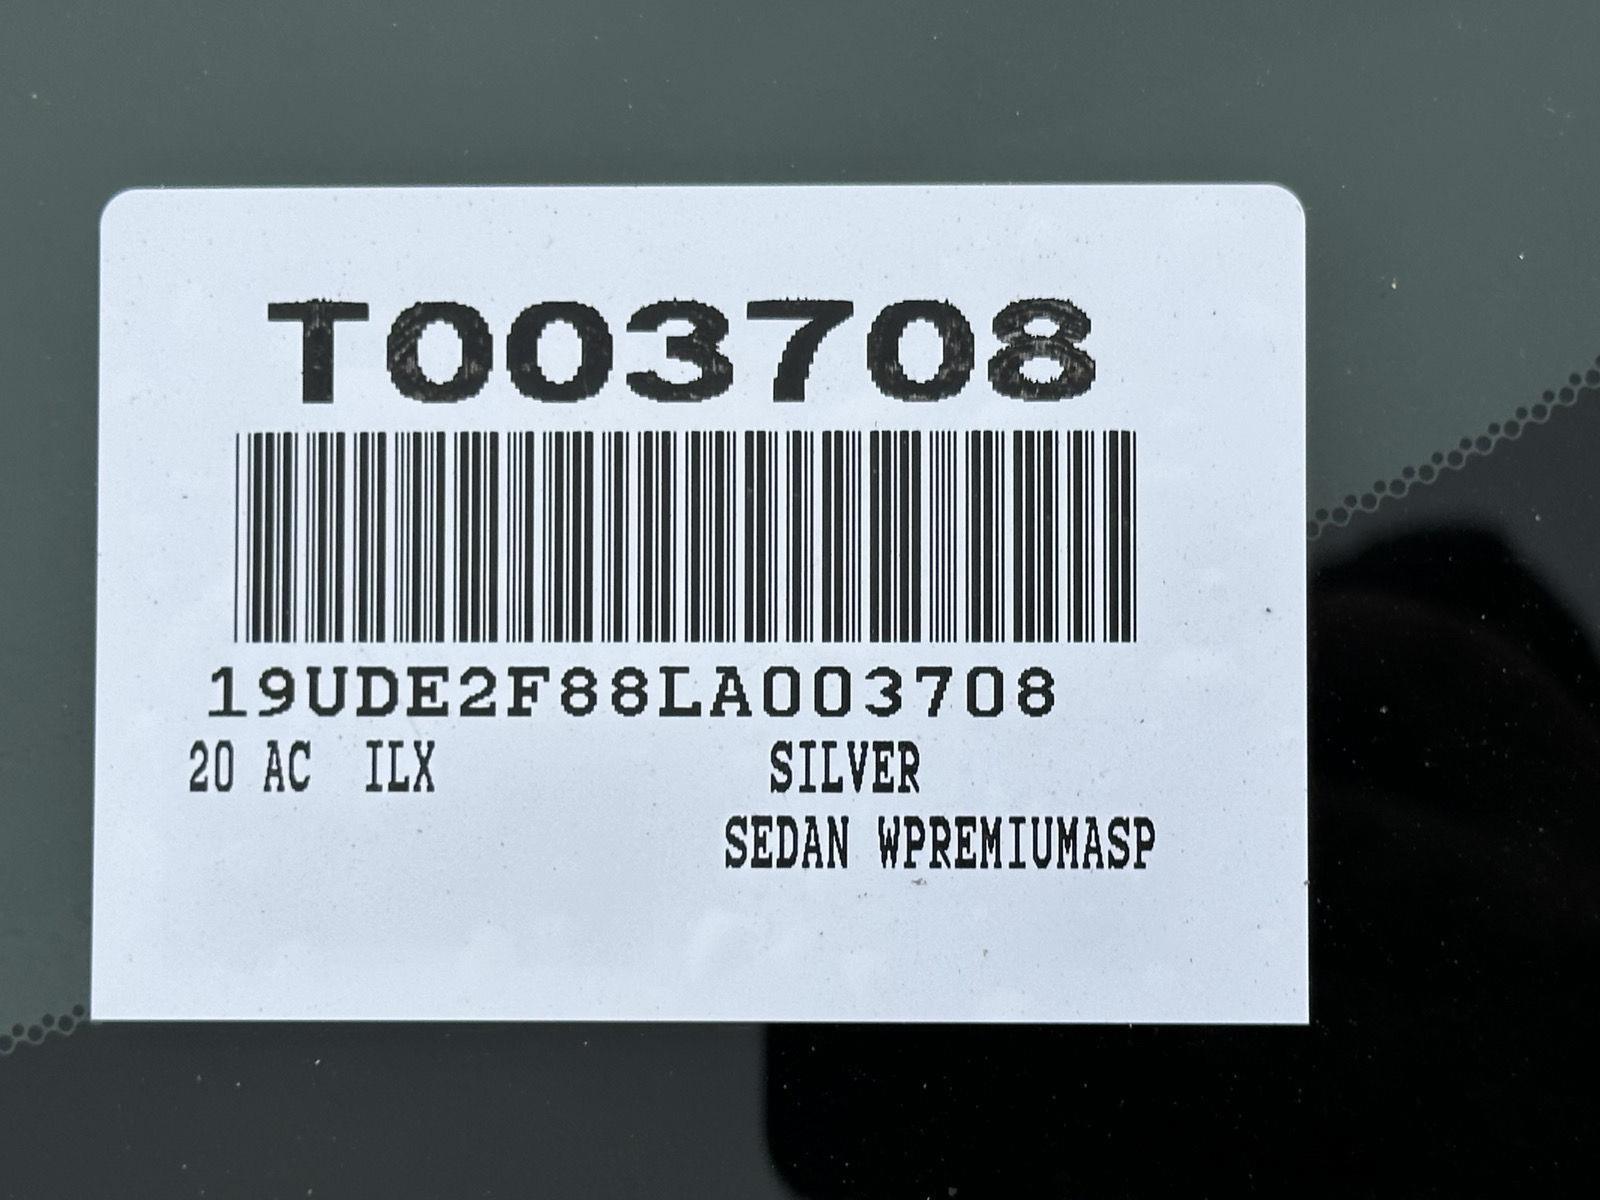 T003708
19UDE2F88LA003708
20 AC ILX SILVER
SEDAN WPREMIUMASP